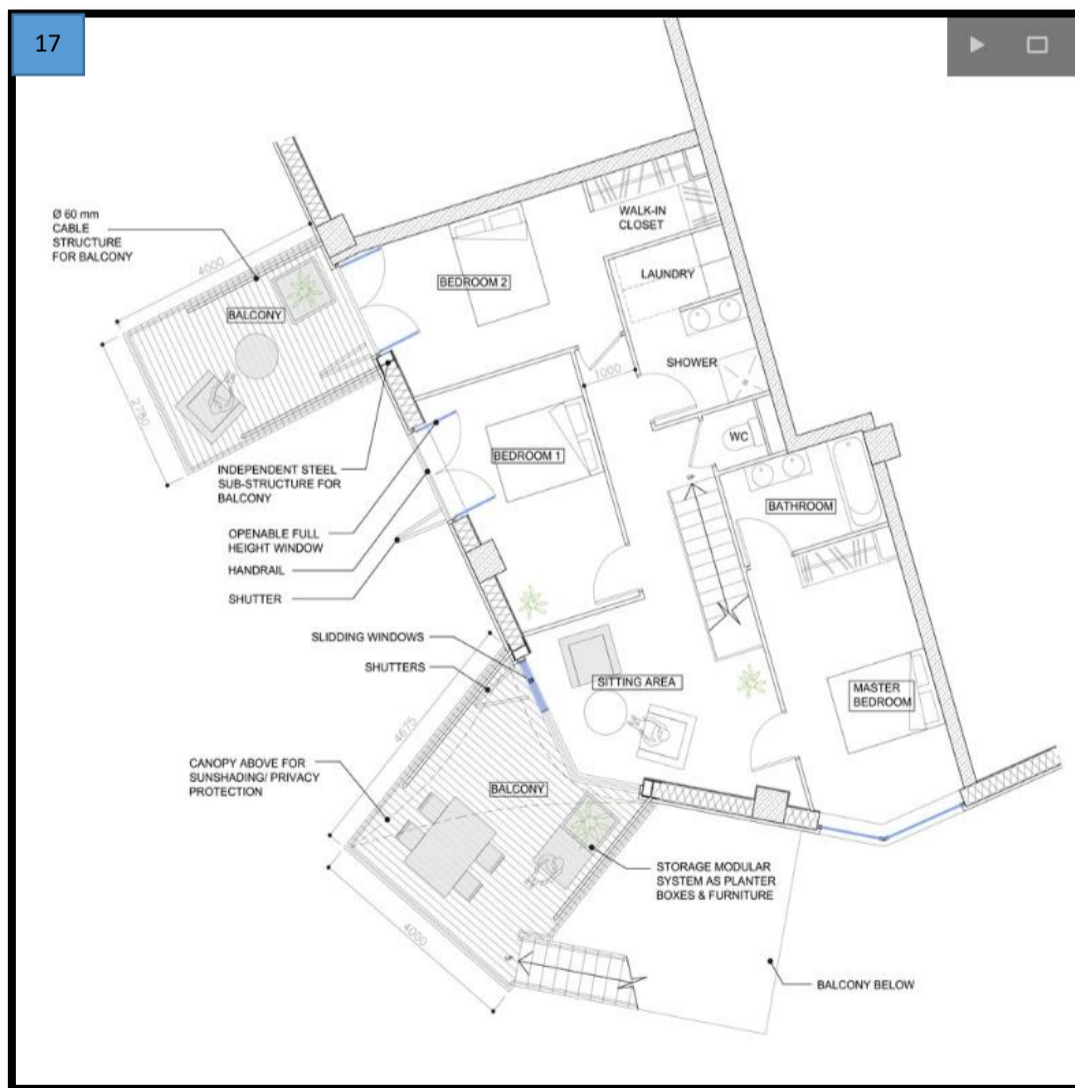 17
Ø 60 mm
CABLE
STRUCTURE
FOR BALCONY
4000
BALCONY
2780
BEDROOM 2
WALK-IN
CLOSET
LAUNDRY
SHOWER
1000
WC
BEDROOM 1
BATHROOM
INDEPENDENT STEEL
SUB-STRUCTURE FOR
BALCONY
OPENABLE FULL
HEIGHT WINDOW
HANDRAIL
SHUTTER
SLIDDING WINDOWS
SHUTTERS
SITTING AREA
MASTER
BEDROOM
4675
CANOPY ABOVE FOR
SUNSHADING/ PRIVACY
PROTECTION
BALCONY
STORAGE MODULAR
SYSTEM AS PLANTER
BOXES & FURNITURE
4000
BALCONY BELOW